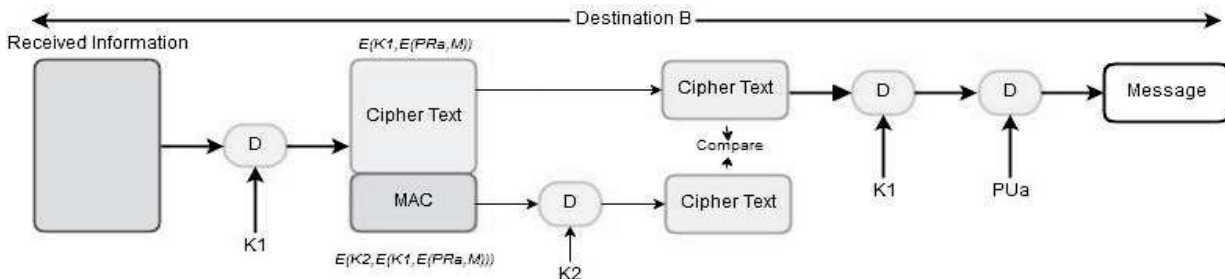 Destination B
Received Information
E(K1,E(PRa,M))
Cipher Text
Cipher Text
D
D
Message
D
Compare
K1
PUa
MAC
D
Cipher Text
K1
E(K2,E(K1,E(PRa,M)))
K2